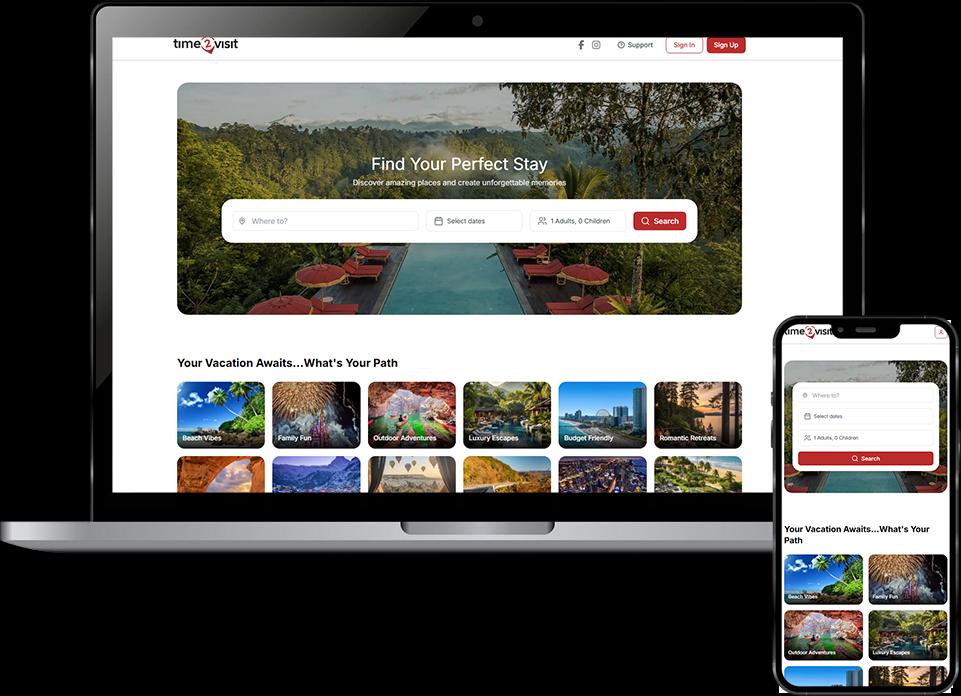 time2visit
Support
Sign In
Sign Up
Find Your Perfect Stay
Discover amazing places and create unforgettable memories
Where to?
Select dates
1 Adults, 0 Children
Search
Your Vacation Awaits...What's Your Path
Beach Vibes
Family Fun
Outdoor Adventures
Luxury Escapes
Budget Friendly
Romantic Retreats
time2visit
Where to?
Select dates
1 Adults, 0 Children
Search
Your Vacation Awaits...What's Your
Path
Beach Vibes
Family Fun
Outdoor Adventures
Luxury Escapes